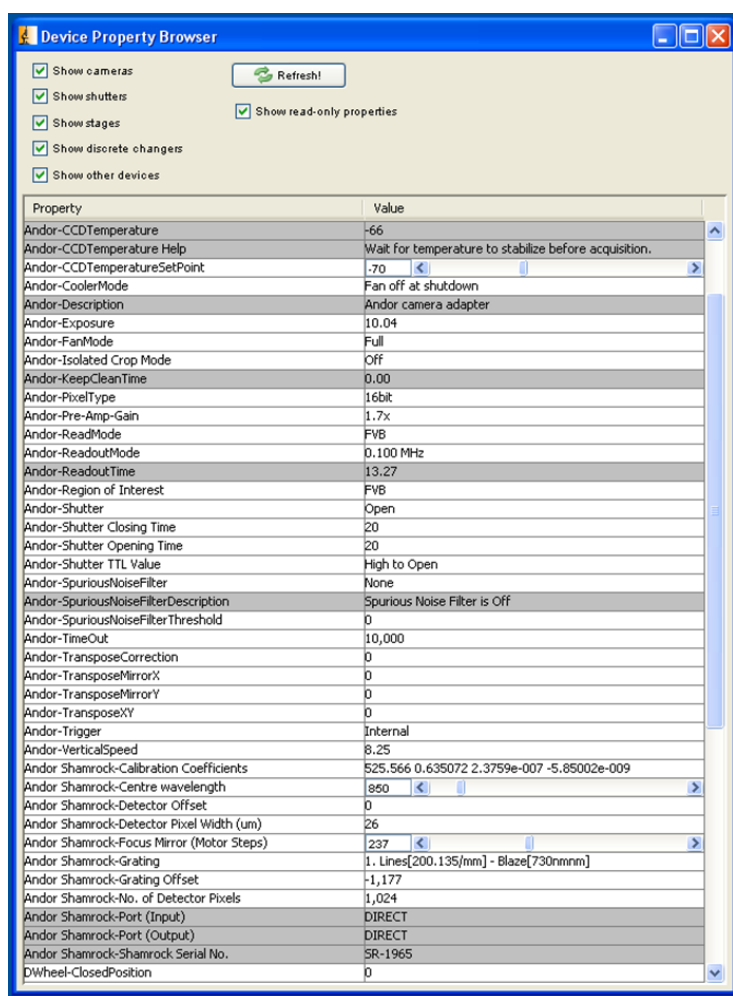 Device Property Browser
Show cameras
Refresh!
Show shutters
Show read-only properties
Show stages
Show discrete changers
Show other devices
Property Value
Andor-CCDTemperature -66
Andor-CCDTemperature Help Wait for temperature to stabilize before acquisition.
Andor-CCDTemperatureSetPoint -70
Andor-CoolerMode Fan off at shutdown
Andor-Description Andor camera adapter
Andor-Exposure 10.04
Andor-FanMode Full
Andor-Isolated Crop Mode Off
Andor-KeepCleanTime 0.00
Andor-PixelType 16bit
Andor-Pre-Amp-Gain 1.7x
Andor-ReadMode FVB
Andor-ReadoutMode 0.100 MHz
Andor-ReadoutTime 13.27
Andor-Region of Interest FVB
Andor-Shutter Open
Andor-Shutter Closing Time 20
Andor-Shutter Opening Time 20
Andor-Shutter TTL Value High to Open
Andor-SpuriousNoiseFilter None
Andor-SpuriousNoiseFilterDescription Spurious Noise Filter is Off
Andor-SpuriousNoiseFilterThreshold 0
Andor-TimeOut 10,000
Andor-TransposeCorrection 0
Andor-TransposeMirrorX 0
Andor-TransposeMirrorY 0
Andor-TransposeXY 0
Andor-Trigger Internal
Andor-VerticalSpeed 8.25
Andor Shamrock-Calibration Coefficients 525.566 0.635072 2.3759e-007 -5.85002e-009
Andor Shamrock-Centre wavelength 850
Andor Shamrock-Detector Offset 0
Andor Shamrock-Detector Pixel Width (um) 26
Andor Shamrock-Focus Mirror (Motor Steps) 237
Andor Shamrock-Grating 1. Lines[200.135/mm] - Blaze[730nmnm]
Andor Shamrock-Grating Offset -1,177
Andor Shamrock-No. of Detector Pixels 1,024
Andor Shamrock-Port (Input) DIRECT
Andor Shamrock-Port (Output) DIRECT
Andor Shamrock-Shamrock Serial No. SR-1965
DWheel-ClosedPosition 0